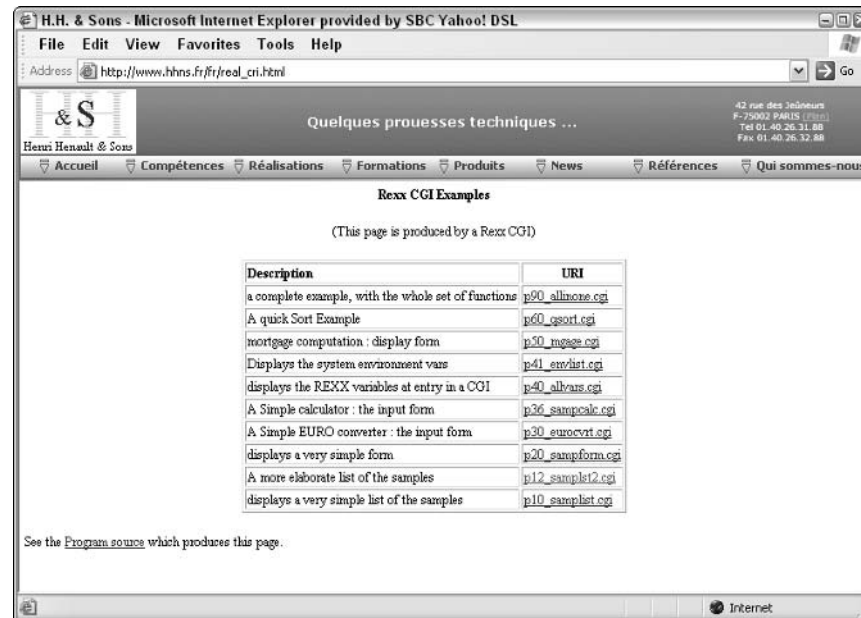 H.H. & Sons - Microsoft Internet Explorer provided by SBC Yahoo! DSL
File Edit View Favorites Tools Help
Address http://www.hhns.fr/fr/real_cri.html Go
& S
Henri Henault & Sons
Quelques prouesses techniques ...
42 rue des Jeûneurs
F-75002 PARIS (Plan)
Tel 01.40.26.31.88
Fax 01.40.26.32.88
Accueil Compétences Réalisations Formations Produits News Références Qui sommes-nous
Rexx CGI Examples
(This page is produced by a Rexx CGI)
Description URI
a complete example, with the whole set of functions p90_allinone.cgi
A quick Sort Example p60_qsort.cgi
mortgage computation : display form p50_mgage.cgi
Displays the system environment vars p41_envlist.cgi
displays the REXX variables at entry in a CGI p40_allvars.cgi
A Simple calculator : the input form p36_sampcalc.cgi
A Simple EURO converter : the input form p30_eurocvrt.cgi
displays a very simple form p20_sampform.cgi
A more elaborate list of the samples p12_samplst2.cgi
displays a very simple list of the samples p10_samplist.cgi
See the Program source which produces this page.
Internet